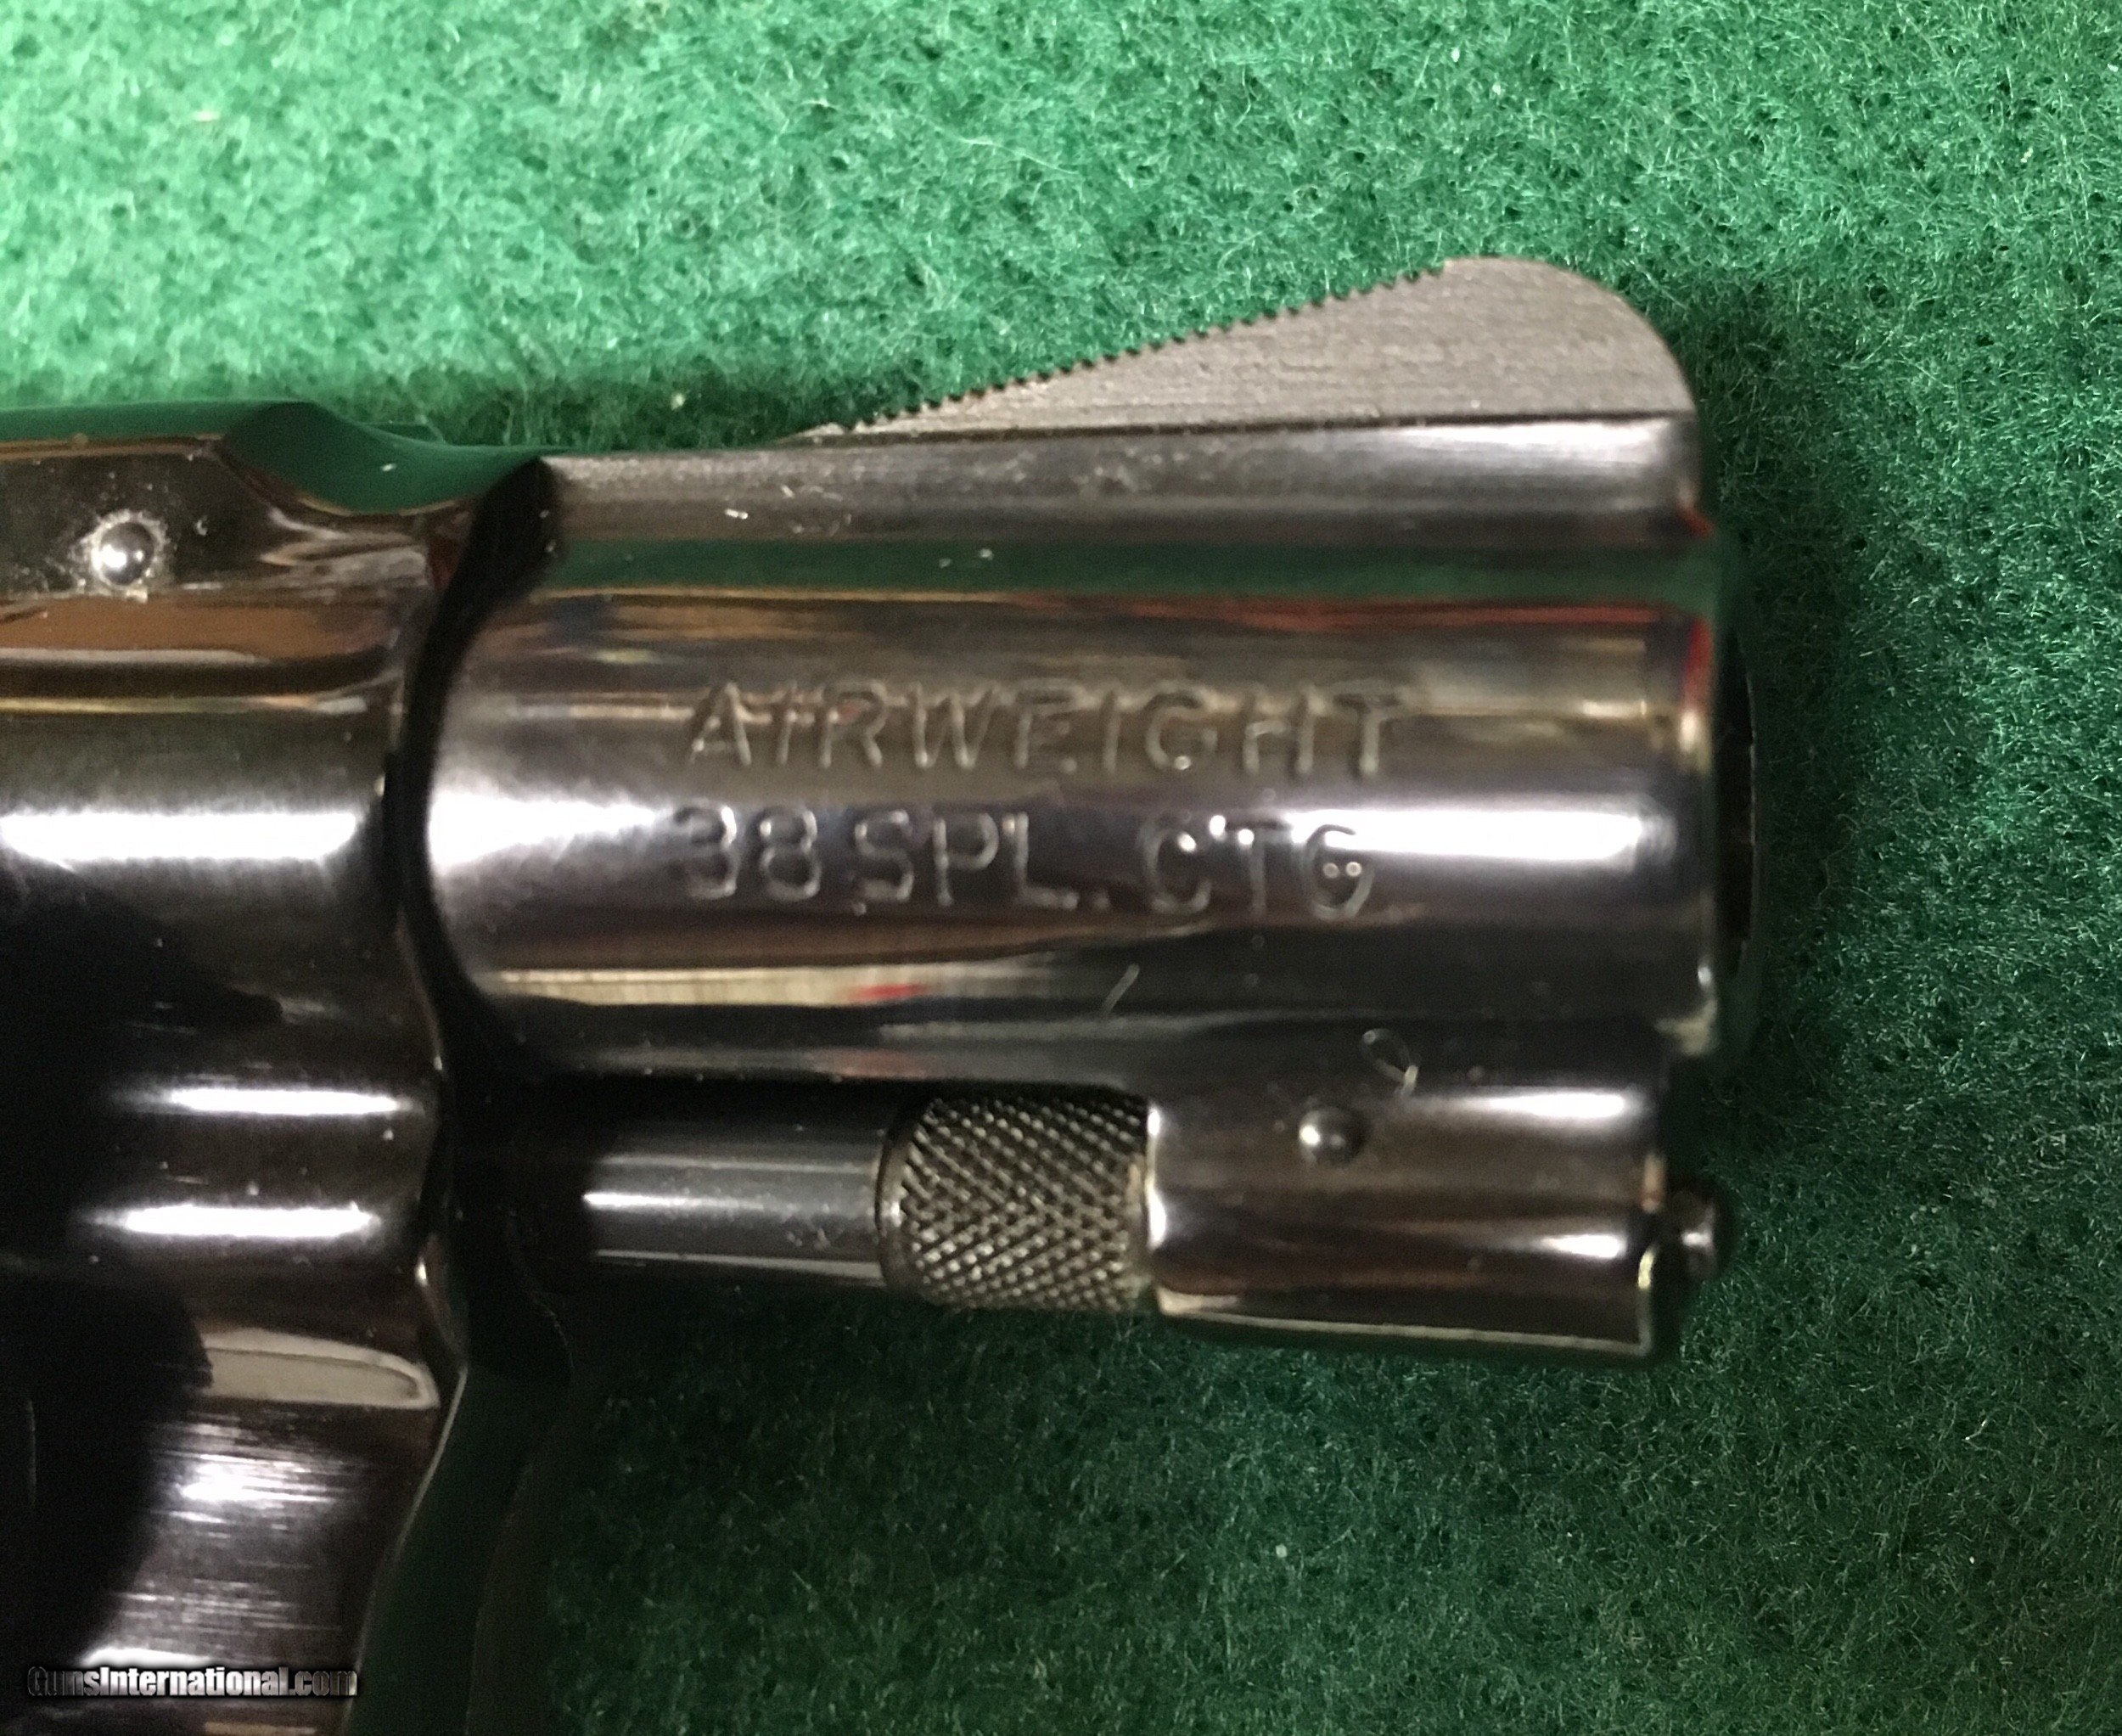 AIRWEIGHT
38 SPL. CTG
GunsInternational.com